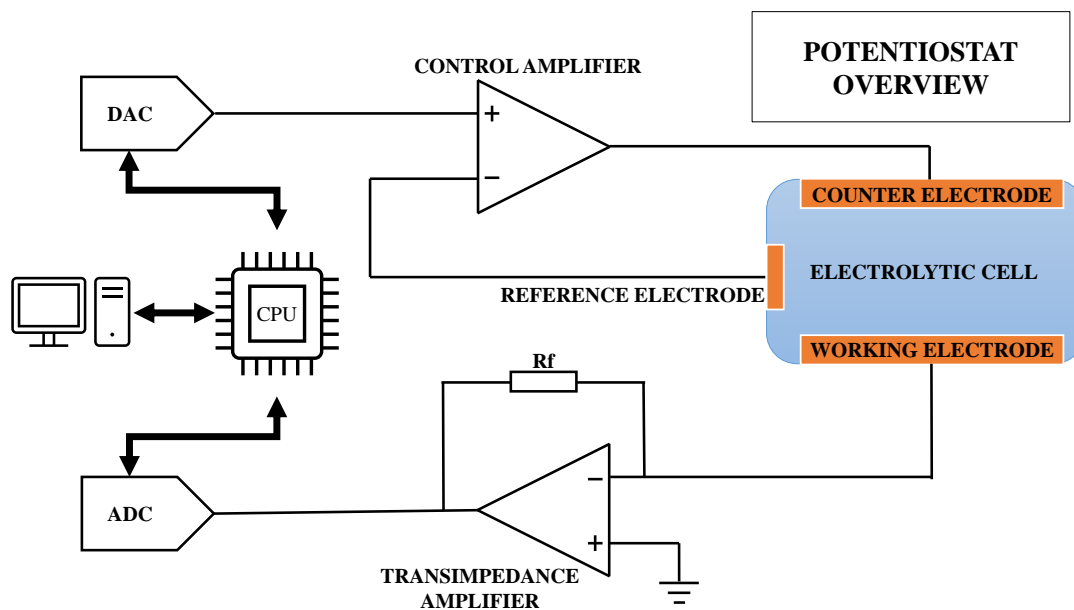 POTENTIOSTAT
OVERVIEW
CONTROL AMPLIFIER
DAC
+
−
COUNTER ELECTRODE
ELECTROLYTIC CELL
REFERENCE ELECTRODE
CPU
WORKING ELECTRODE
Rf
−
ADC
+
TRANSIMPEDANCE
AMPLIFIER